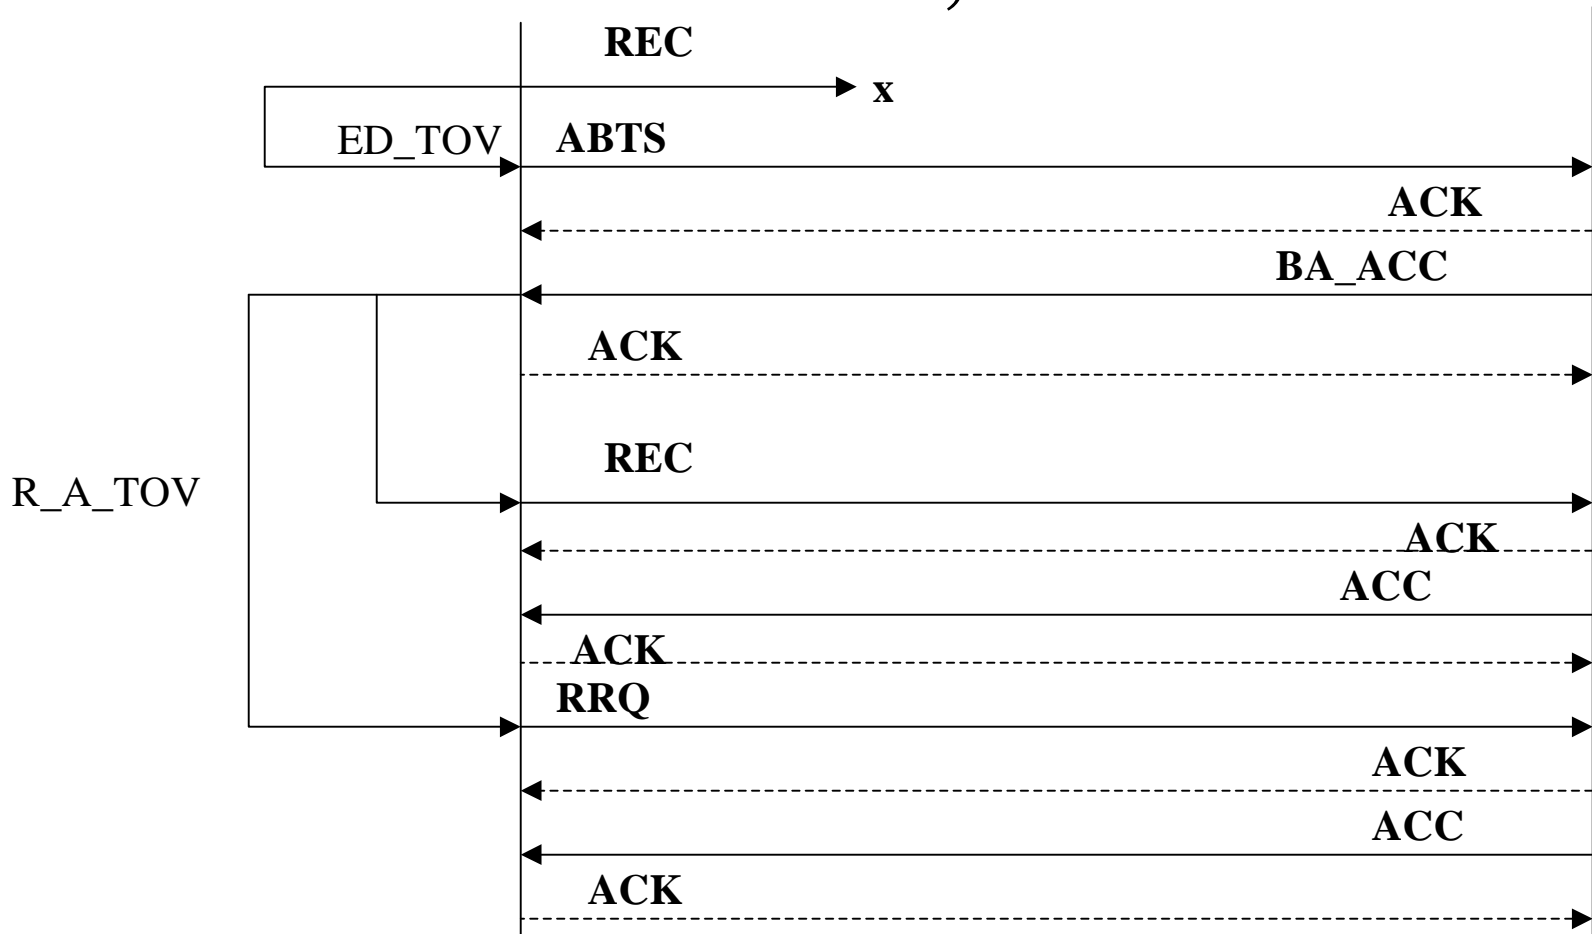 REC
x
ED_TOV ABTS
ACK
BA_ACC
ACK
REC
R_A_TOV
ACK
ACC
ACK
RRQ
ACK
ACC
ACK